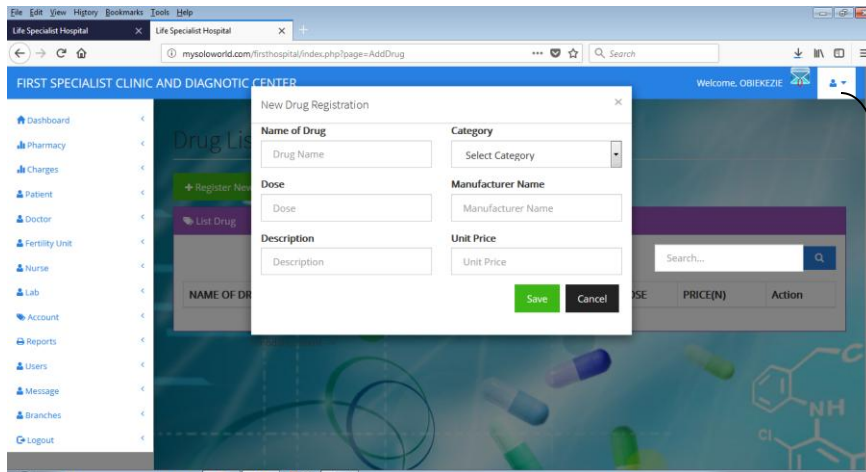 File Edit View History Bookmarks Tools Help
Life Specialist Hospital × Life Specialist Hospital × +
mysoloworld.com/firsthospital/index.php?page=AddDrug Search
FIRST SPECIALIST CLINIC AND DIAGNOTIC CENTER Welcome, OBIEKEZIE
Dashboard
Pharmacy
Charges
Patient
Doctor
Fertility Unit
Nurse
Lab
Account
Reports
Users
Message
Branches
Logout
Drug Lis
+ Register New
List Drug
Search...
NAME OF DR OSE PRICE(N) Action
New Drug Registration ×
Name of Drug Category
Drug Name Select Category
Dose Manufacturer Name
Dose Manufacturer Name
Description Unit Price
Description Unit Price
Save Cancel
NH
Cl